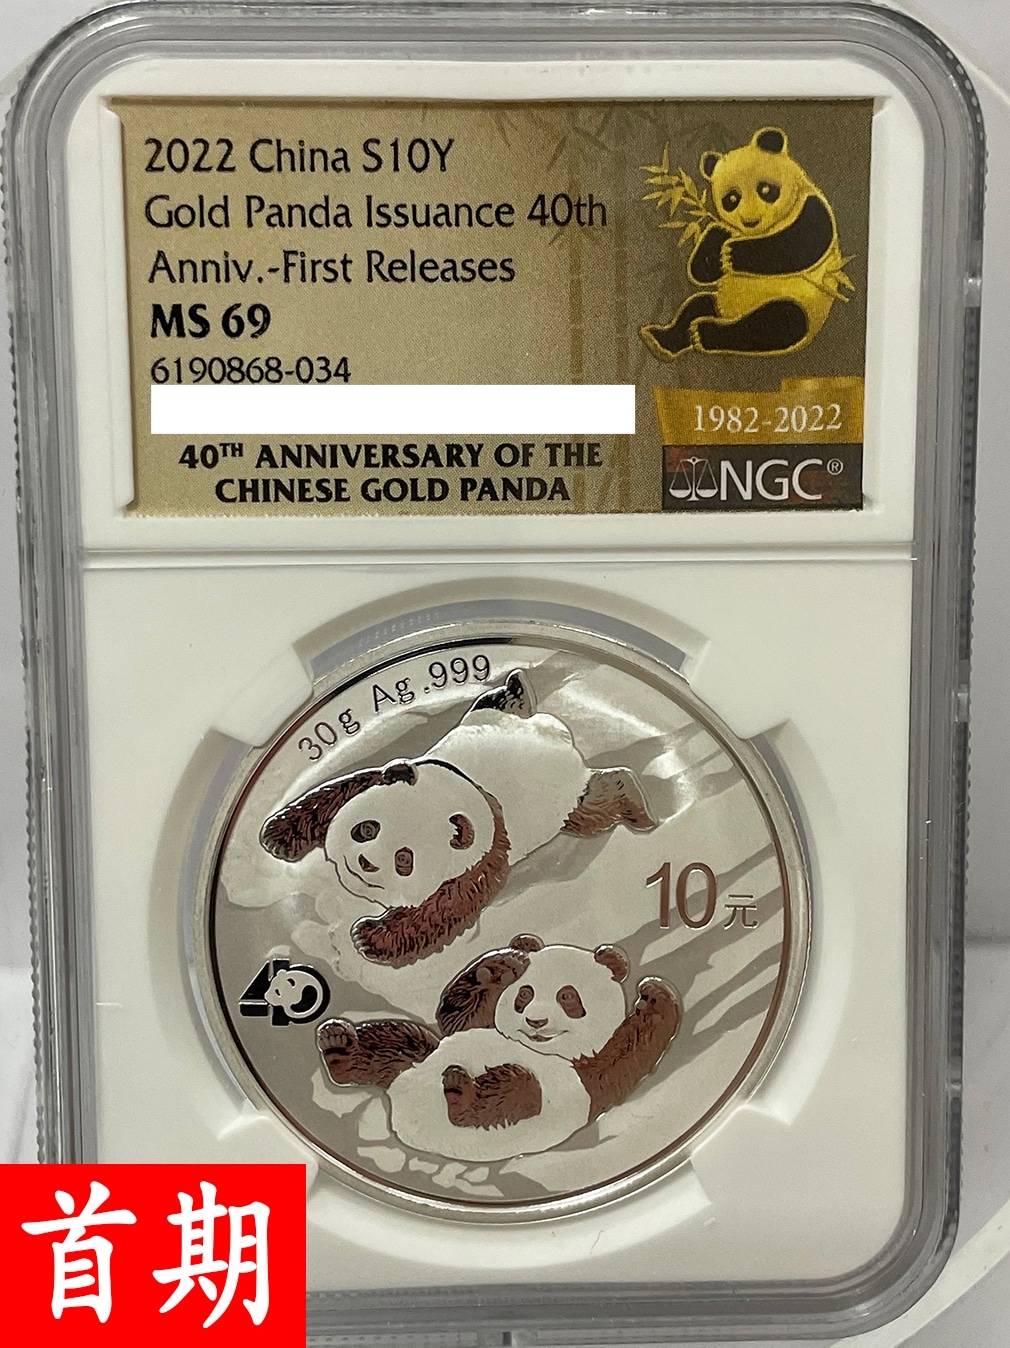 2022 China S10Y
Gold Panda Issuance 40th
Anniv.-First Releases
MS 69
6190868-034
1982-2022
40TH ANNIVERSARY OF THE
CHINESE GOLD PANDA
NGC®
30g Ag .999
10元
40
首期